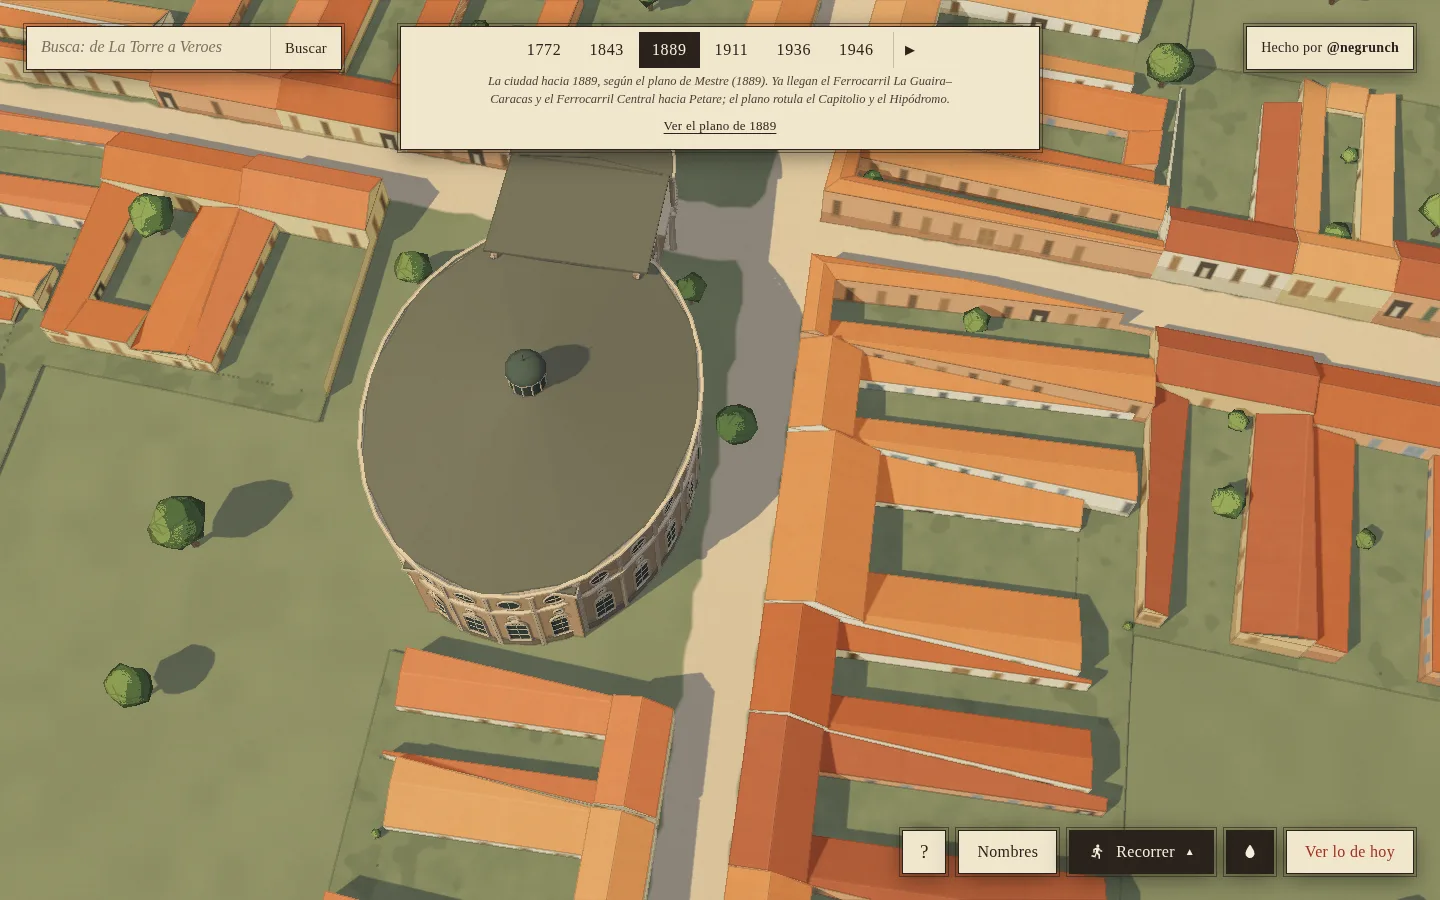 Busca: de La Torre a Veroes
Buscar
1772 1843 1889 1911 1936 1946
La ciudad hacia 1889, según el plano de Mestre (1889). Ya llegan el Ferrocarril La Guaira–
Caracas y el Ferrocarril Central hacia Petare; el plano rotula el Capitolio y el Hipódromo.
Ver el plano de 1889
Hecho por @negrunch
?
Nombres
Recorrer
Ver lo de hoy